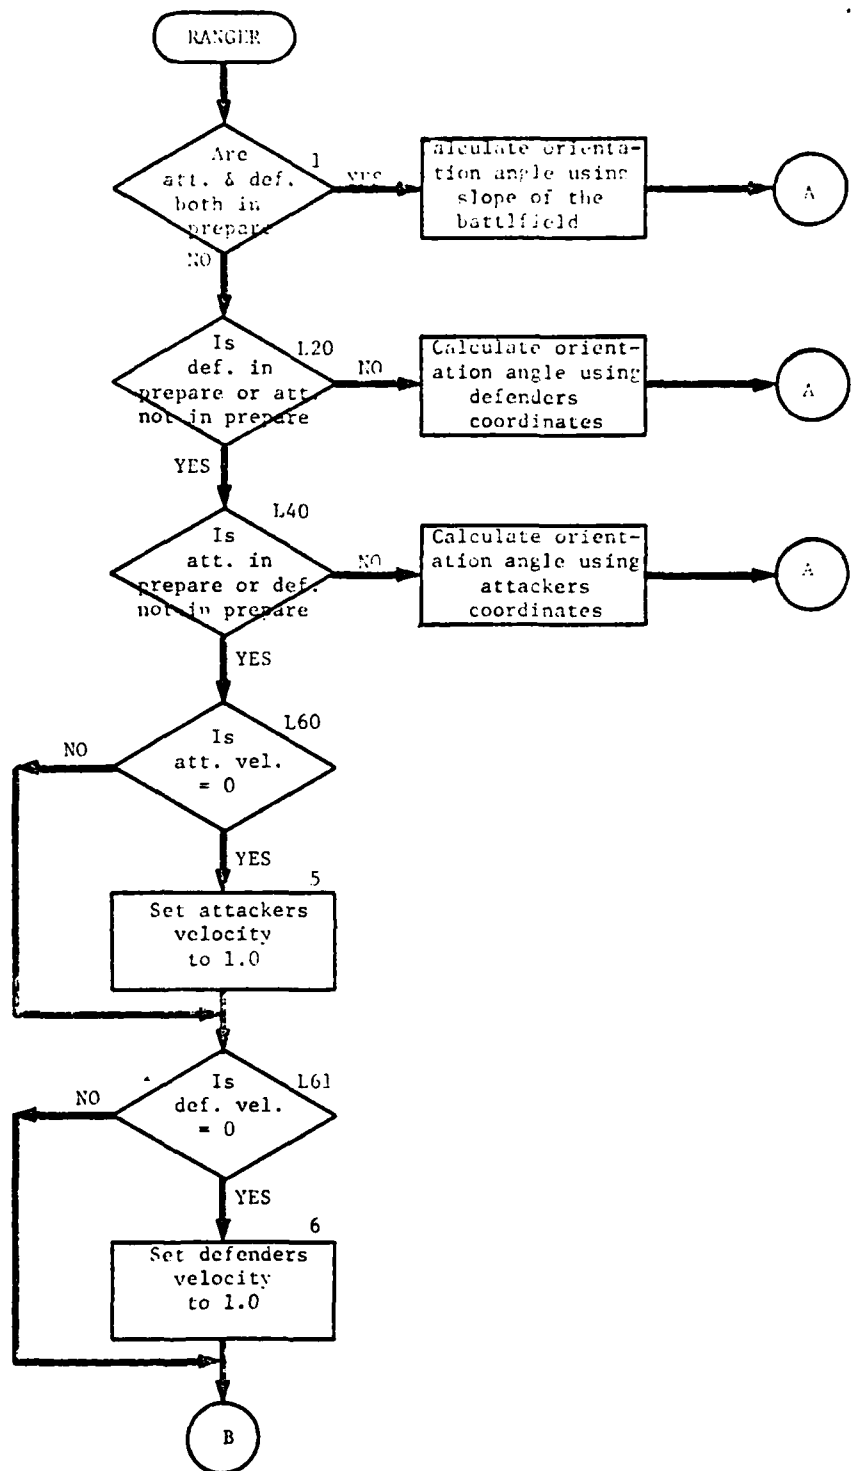 RANGER
1
Are
att. & def.
both in
prepare
YES
alculate orienta-
tion angle using
slope of the
battlfield
A
NO
L20
Is
def. in
prepare or att.
not in prepare
NO
Calculate orient-
ation angle using
defenders
coordinates
A
YES
L40
Is
att. in
prepare or def.
not in prepare
NO
Calculate orient-
ation angle using
attackers
coordinates
A
YES
L60
Is
att. vel.
= 0
NO
YES
5
Set attackers
velocity
to 1.0
L61
Is
def. vel.
= 0
NO
YES
6
Set defenders
velocity
to 1.0
B